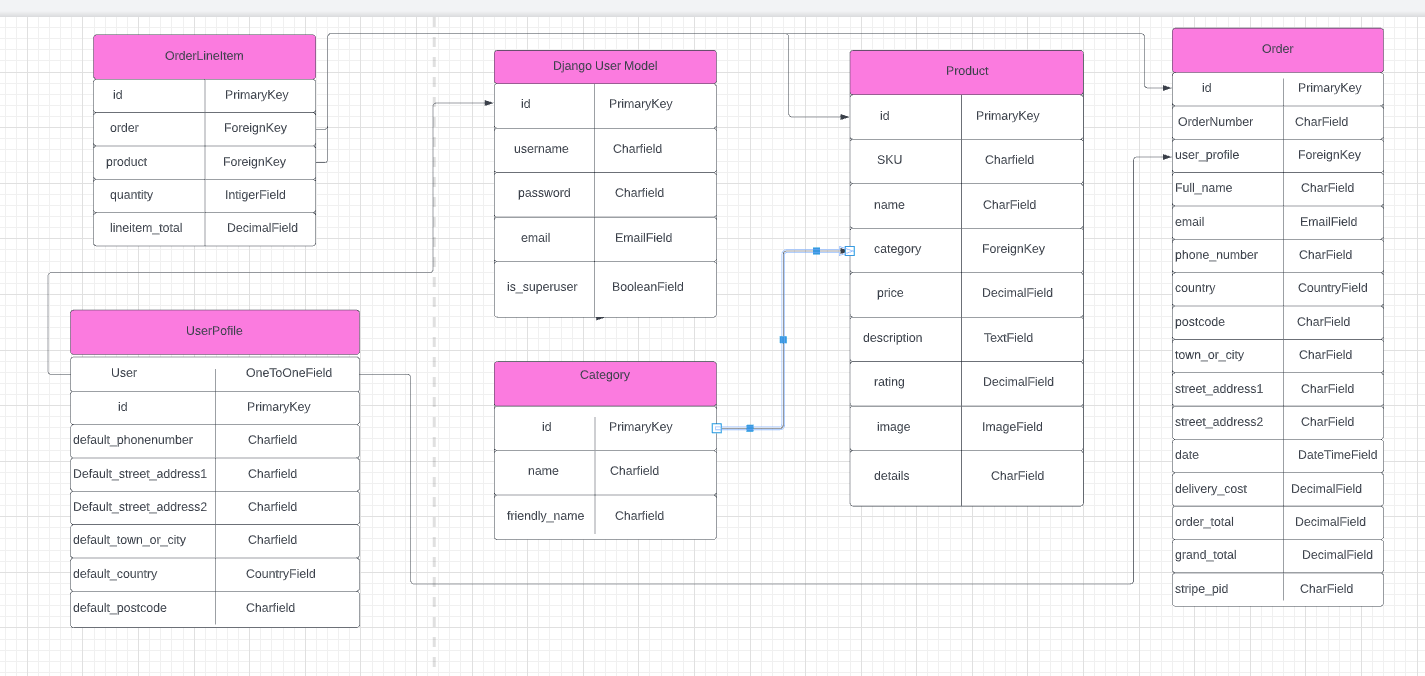 OrderLineItem
id PrimaryKey
order ForeignKey
product ForeignKey
quantity IntigerField
lineitem_total DecimalField
UserPofile
User OneToOneField
id PrimaryKey
default_phonenumber Charfield
Default_street_address1 Charfield
Default_street_address2 Charfield
default_town_or_city Charfield
default_country CountryField
default_postcode Charfield
Django User Model
id PrimaryKey
username Charfield
password Charfield
email EmailField
is_superuser BooleanField
Category
id PrimaryKey
name Charfield
friendly_name Charfield
Product
id PrimaryKey
SKU Charfield
name CharField
category ForeignKey
price DecimalField
description TextField
rating DecimalField
image ImageField
details CharField
Order
id PrimaryKey
OrderNumber CharField
user_profile ForeignKey
Full_name CharField
email EmailField
phone_number CharField
country CountryField
postcode CharField
town_or_city CharField
street_address1 CharField
street_address2 CharField
date DateTimeField
delivery_cost DecimalField
order_total DecimalField
grand_total DecimalField
stripe_pid CharField